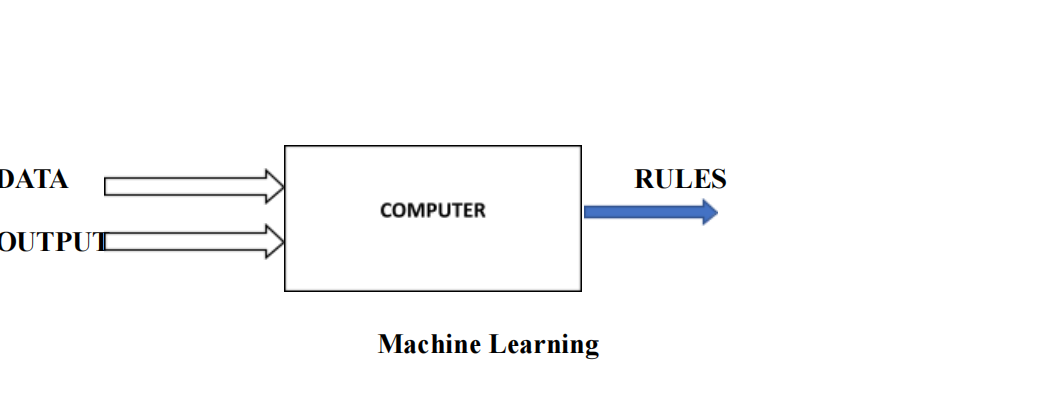 DATA
RULES
COMPUTER
OUTPUT
Machine Learning